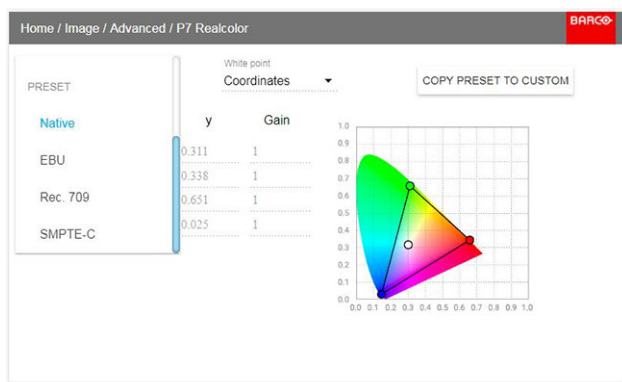 Home / Image / Advanced / P7 Realcolor
BARCO
PRESET
Native
EBU
Rec. 709
SMPTE-C
White point
Coordinates
COPY PRESET TO CUSTOM
y Gain
0.311 1
0.338 1
0.651 1
0.025 1
1.0
0.9
0.8
0.7
0.6
0.5
0.4
0.3
0.2
0.1
0.0
0.0 0.1 0.2 0.3 0.4 0.5 0.6 0.7 0.8 0.9 1.0